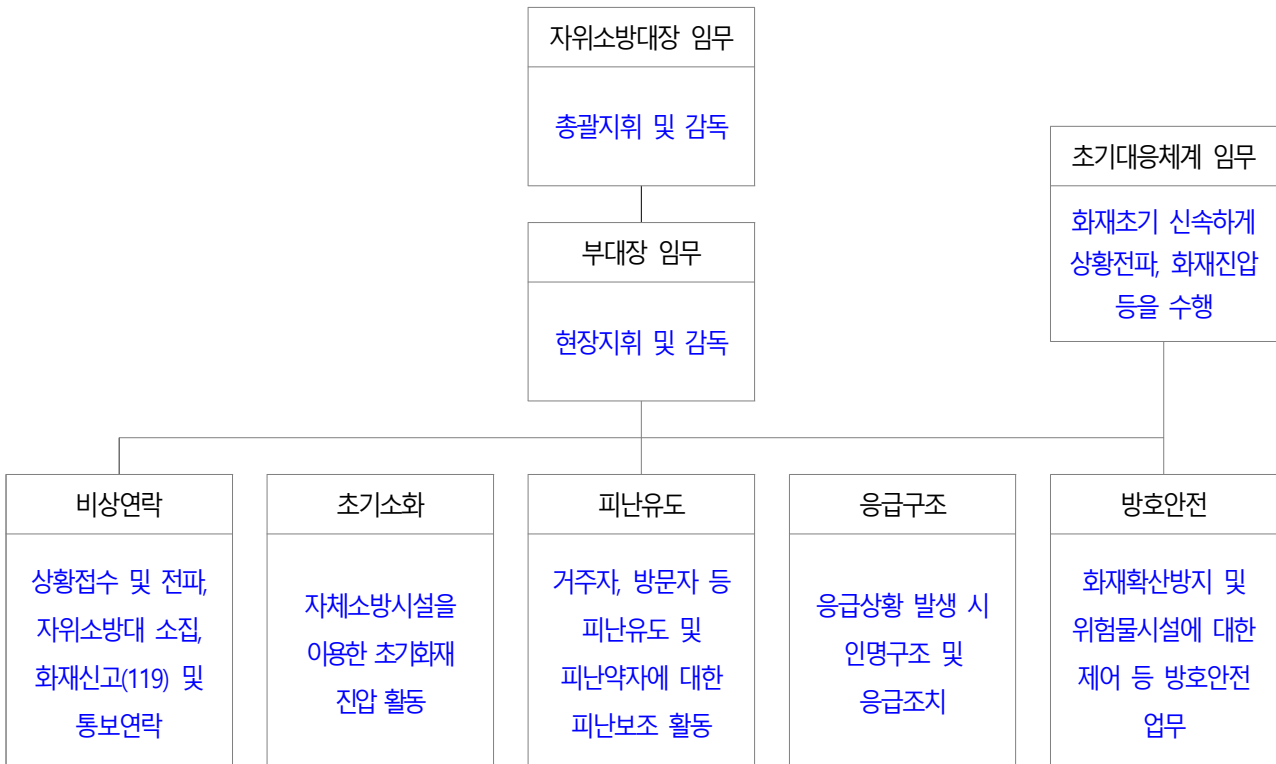 자위소방대장 임무
총괄지휘 및 감독
초기대응체계 임무
화재초기 신속하게
상황전파, 화재진압
등을 수행
부대장 임무
현장지휘 및 감독
비상연락
상황접수 및 전파,
자위소방대 소집,
화재신고(119) 및
통보연락
초기소화
자체소방시설을
이용한 초기화재
진압 활동
피난유도
거주자, 방문자 등
피난유도 및
피난약자에 대한
피난보조 활동
응급구조
응급상황 발생 시
인명구조 및
응급조치
방호안전
화재확산방지 및
위험물시설에 대한
제어 등 방호안전
업무